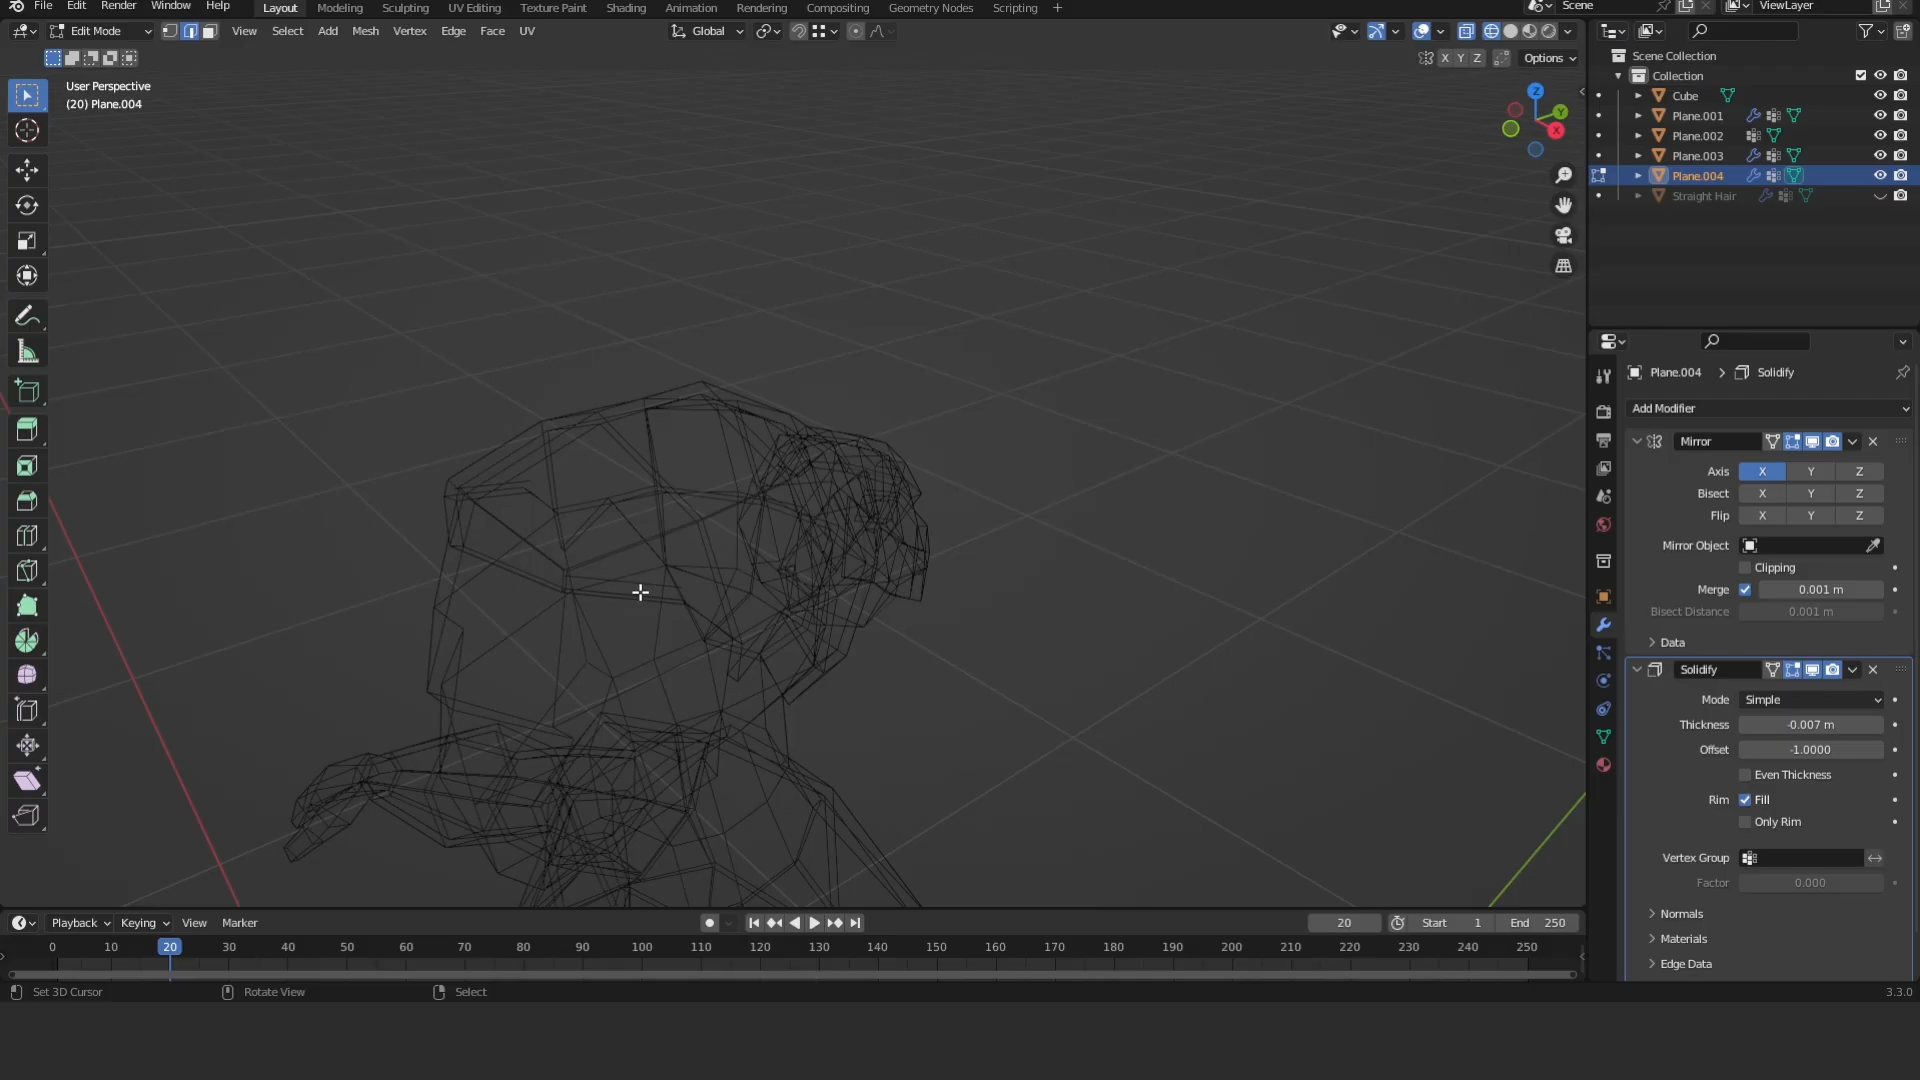 File Edit Render Window Help Layout Modeling Sculpting UV Editing Texture Paint Shading Animation Rendering Compositing Geometry Nodes Scripting Scene ViewLayer
Edit Mode View Select Add Mesh Vertex Edge Face UV Global
X Y Z Options
User Perspective
(20) Plane.004
Z
Y
X
Scene Collection
Collection
Cube
Plane.001
Plane.002
Plane.003
Plane.004
Straight Hair
Plane.004 > Solidify
Add Modifier
Mirror
Axis X Y Z
Bisect X Y Z
Flip X Y Z
Mirror Object
Clipping
Merge 0.001 m
Bisect Distance 0.001 m
Data
Solidify
Mode Simple
Thickness -0.007 m
Offset -1.0000
Even Thickness
Rim Fill
Only Rim
Vertex Group
Factor 0.000
Normals
Materials
Edge Data
Playback Keying View Marker 20 Start 1 End 250
0 10 20 30 40 50 60 70 80 90 100 110 120 130 140 150 160 170 180 190 200 210 220 230 240 250
Set 3D Cursor Rotate View Select 3.3.0